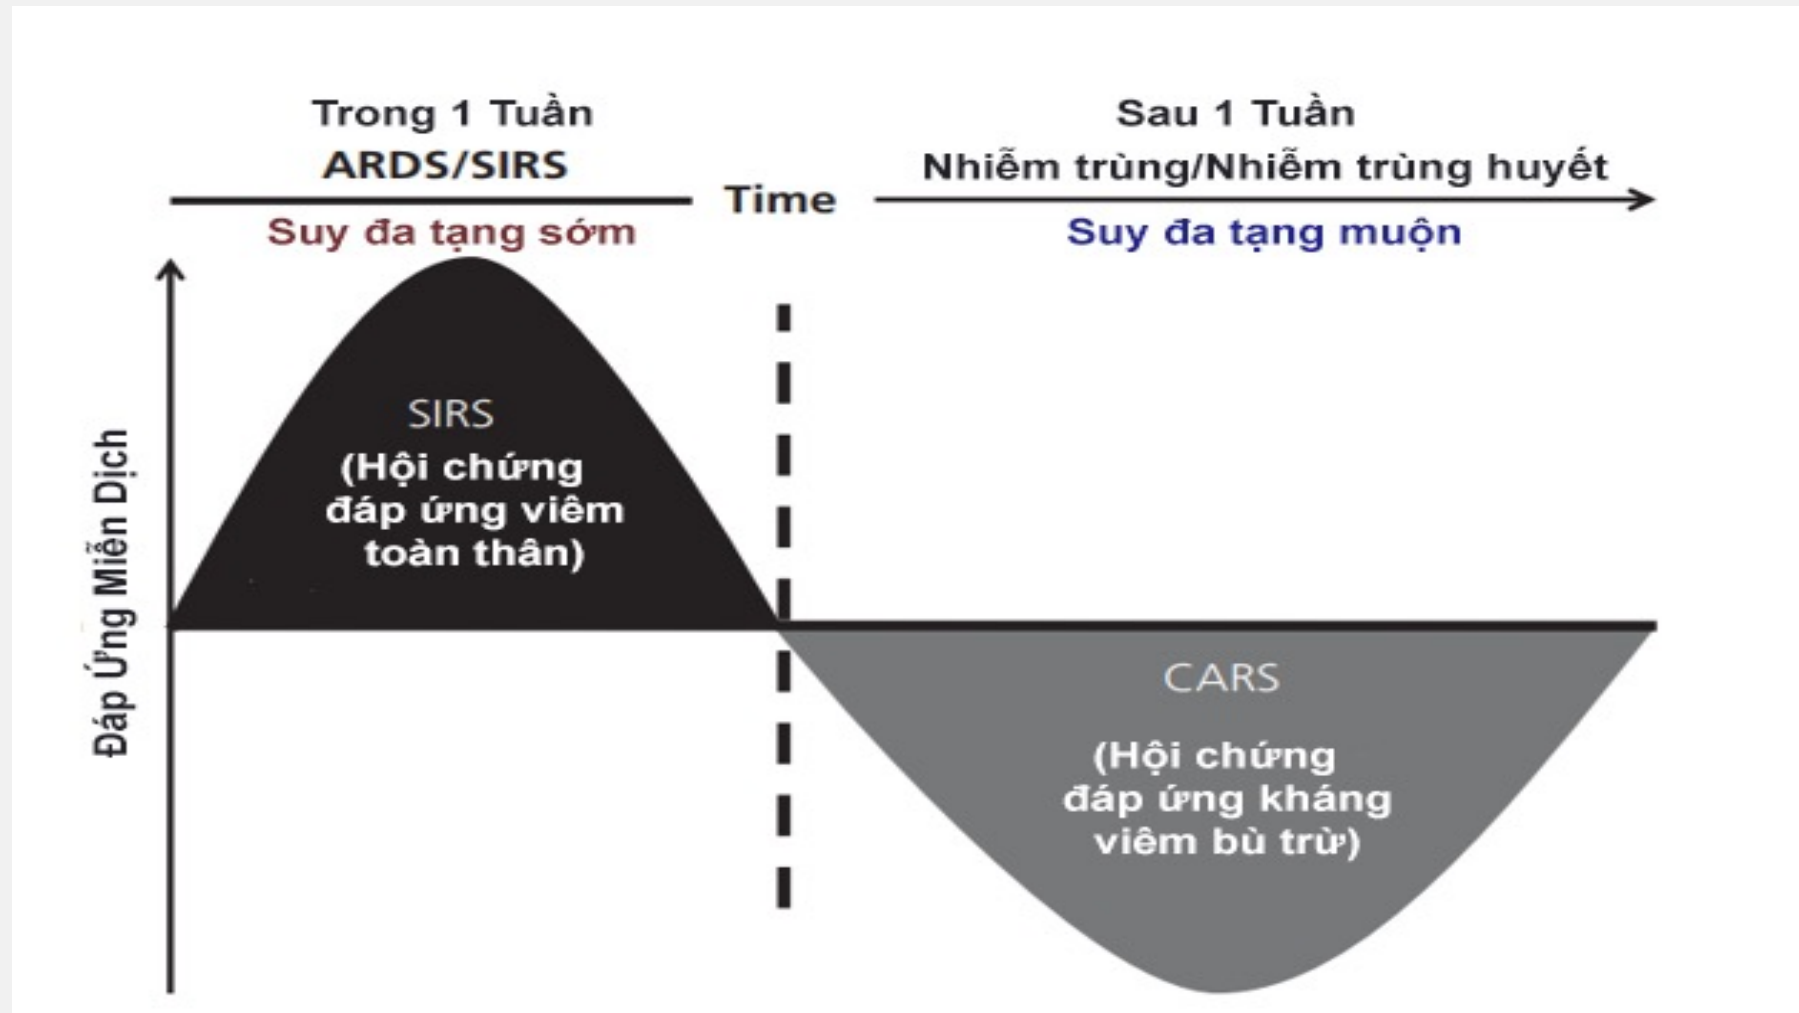 Trong 1 Tuần
ARDS/SIRS
Suy đa tạng sớm
Time
Sau 1 Tuần
Nhiễm trùng/Nhiễm trùng huyết
Suy đa tạng muộn
Đáp Ứng Miễn Dịch
SIRS
(Hội chứng
đáp ứng viêm
toàn thân)
CARS
(Hội chứng
đáp ứng kháng
viêm bù trừ)